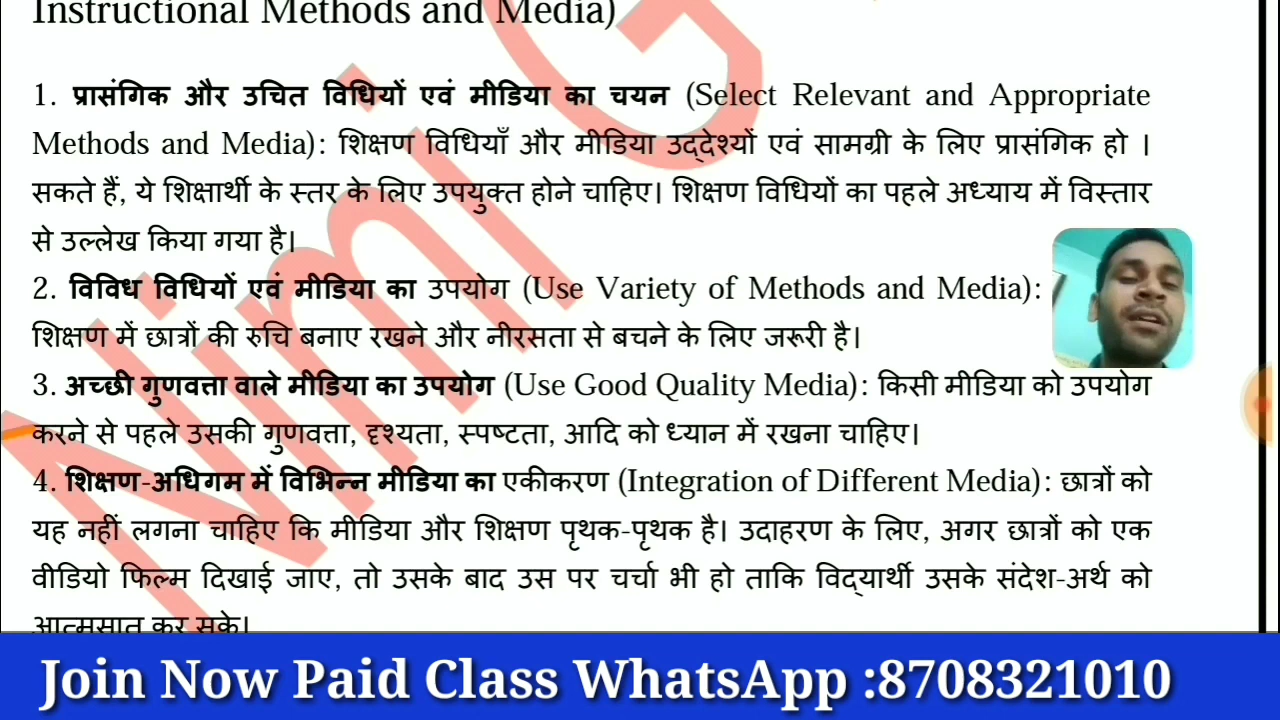 Instructional Methods and Media)
1. प्रासंगिक और उचित विधियों एवं मीडिया का चयन (Select Relevant and Appropriate
Methods and Media): शिक्षण विधियाँ और मीडिया उद्देश्यों एवं सामग्री के लिए प्रासंगिक हो ।
सकते हैं, ये शिक्षार्थी के स्तर के लिए उपयुक्त होने चाहिए। शिक्षण विधियों का पहले अध्याय में विस्तार
से उल्लेख किया गया है।
2. विविध विधियों एवं मीडिया का उपयोग (Use Variety of Methods and Media):
शिक्षण में छात्रों की रुचि बनाए रखने और नीरसता से बचने के लिए जरूरी है।
3. अच्छी गुणवत्ता वाले मीडिया का उपयोग (Use Good Quality Media): किसी मीडिया को उपयोग
करने से पहले उसकी गुणवत्ता, दृश्यता, स्पष्टता, आदि को ध्यान में रखना चाहिए।
4. शिक्षण-अधिगम में विभिन्न मीडिया का एकीकरण (Integration of Different Media): छात्रों को
यह नहीं लगना चाहिए कि मीडिया और शिक्षण पृथक-पृथक है। उदाहरण के लिए, अगर छात्रों को एक
वीडियो फिल्म दिखाई जाए, तो उसके बाद उस पर चर्चा भी हो ताकि विद्यार्थी उसके संदेश-अर्थ को
आत्मसात कर सके।
Nimi G
Join Now Paid Class WhatsApp :8708321010